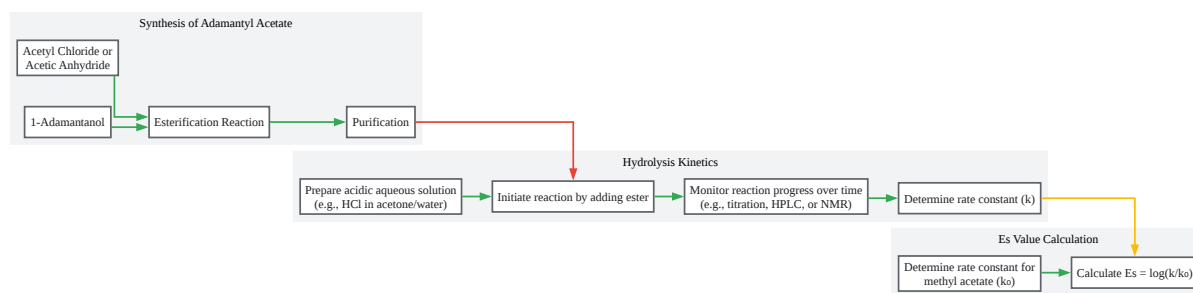 Synthesis of Adamantyl Acetate
Acetyl Chloride or
Acetic Anhydride
1-Adamantanol
Esterification Reaction
Purification
Hydrolysis Kinetics
Prepare acidic aqueous solution
(e.g., HCl in acetone/water)
Initiate reaction by adding ester
Monitor reaction progress over time
(e.g., titration, HPLC, or NMR)
Determine rate constant (k)
Es Value Calculation
Determine rate constant for
methyl acetate (k₀)
Calculate Es = log(k/k₀)